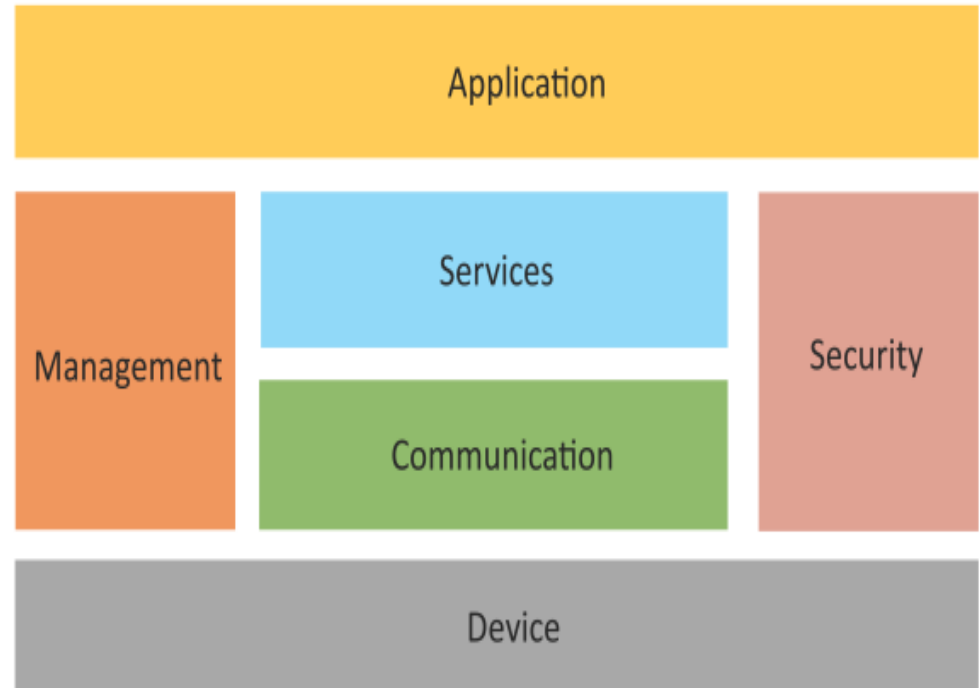 Application
Services
Management
Security
Communication
Device